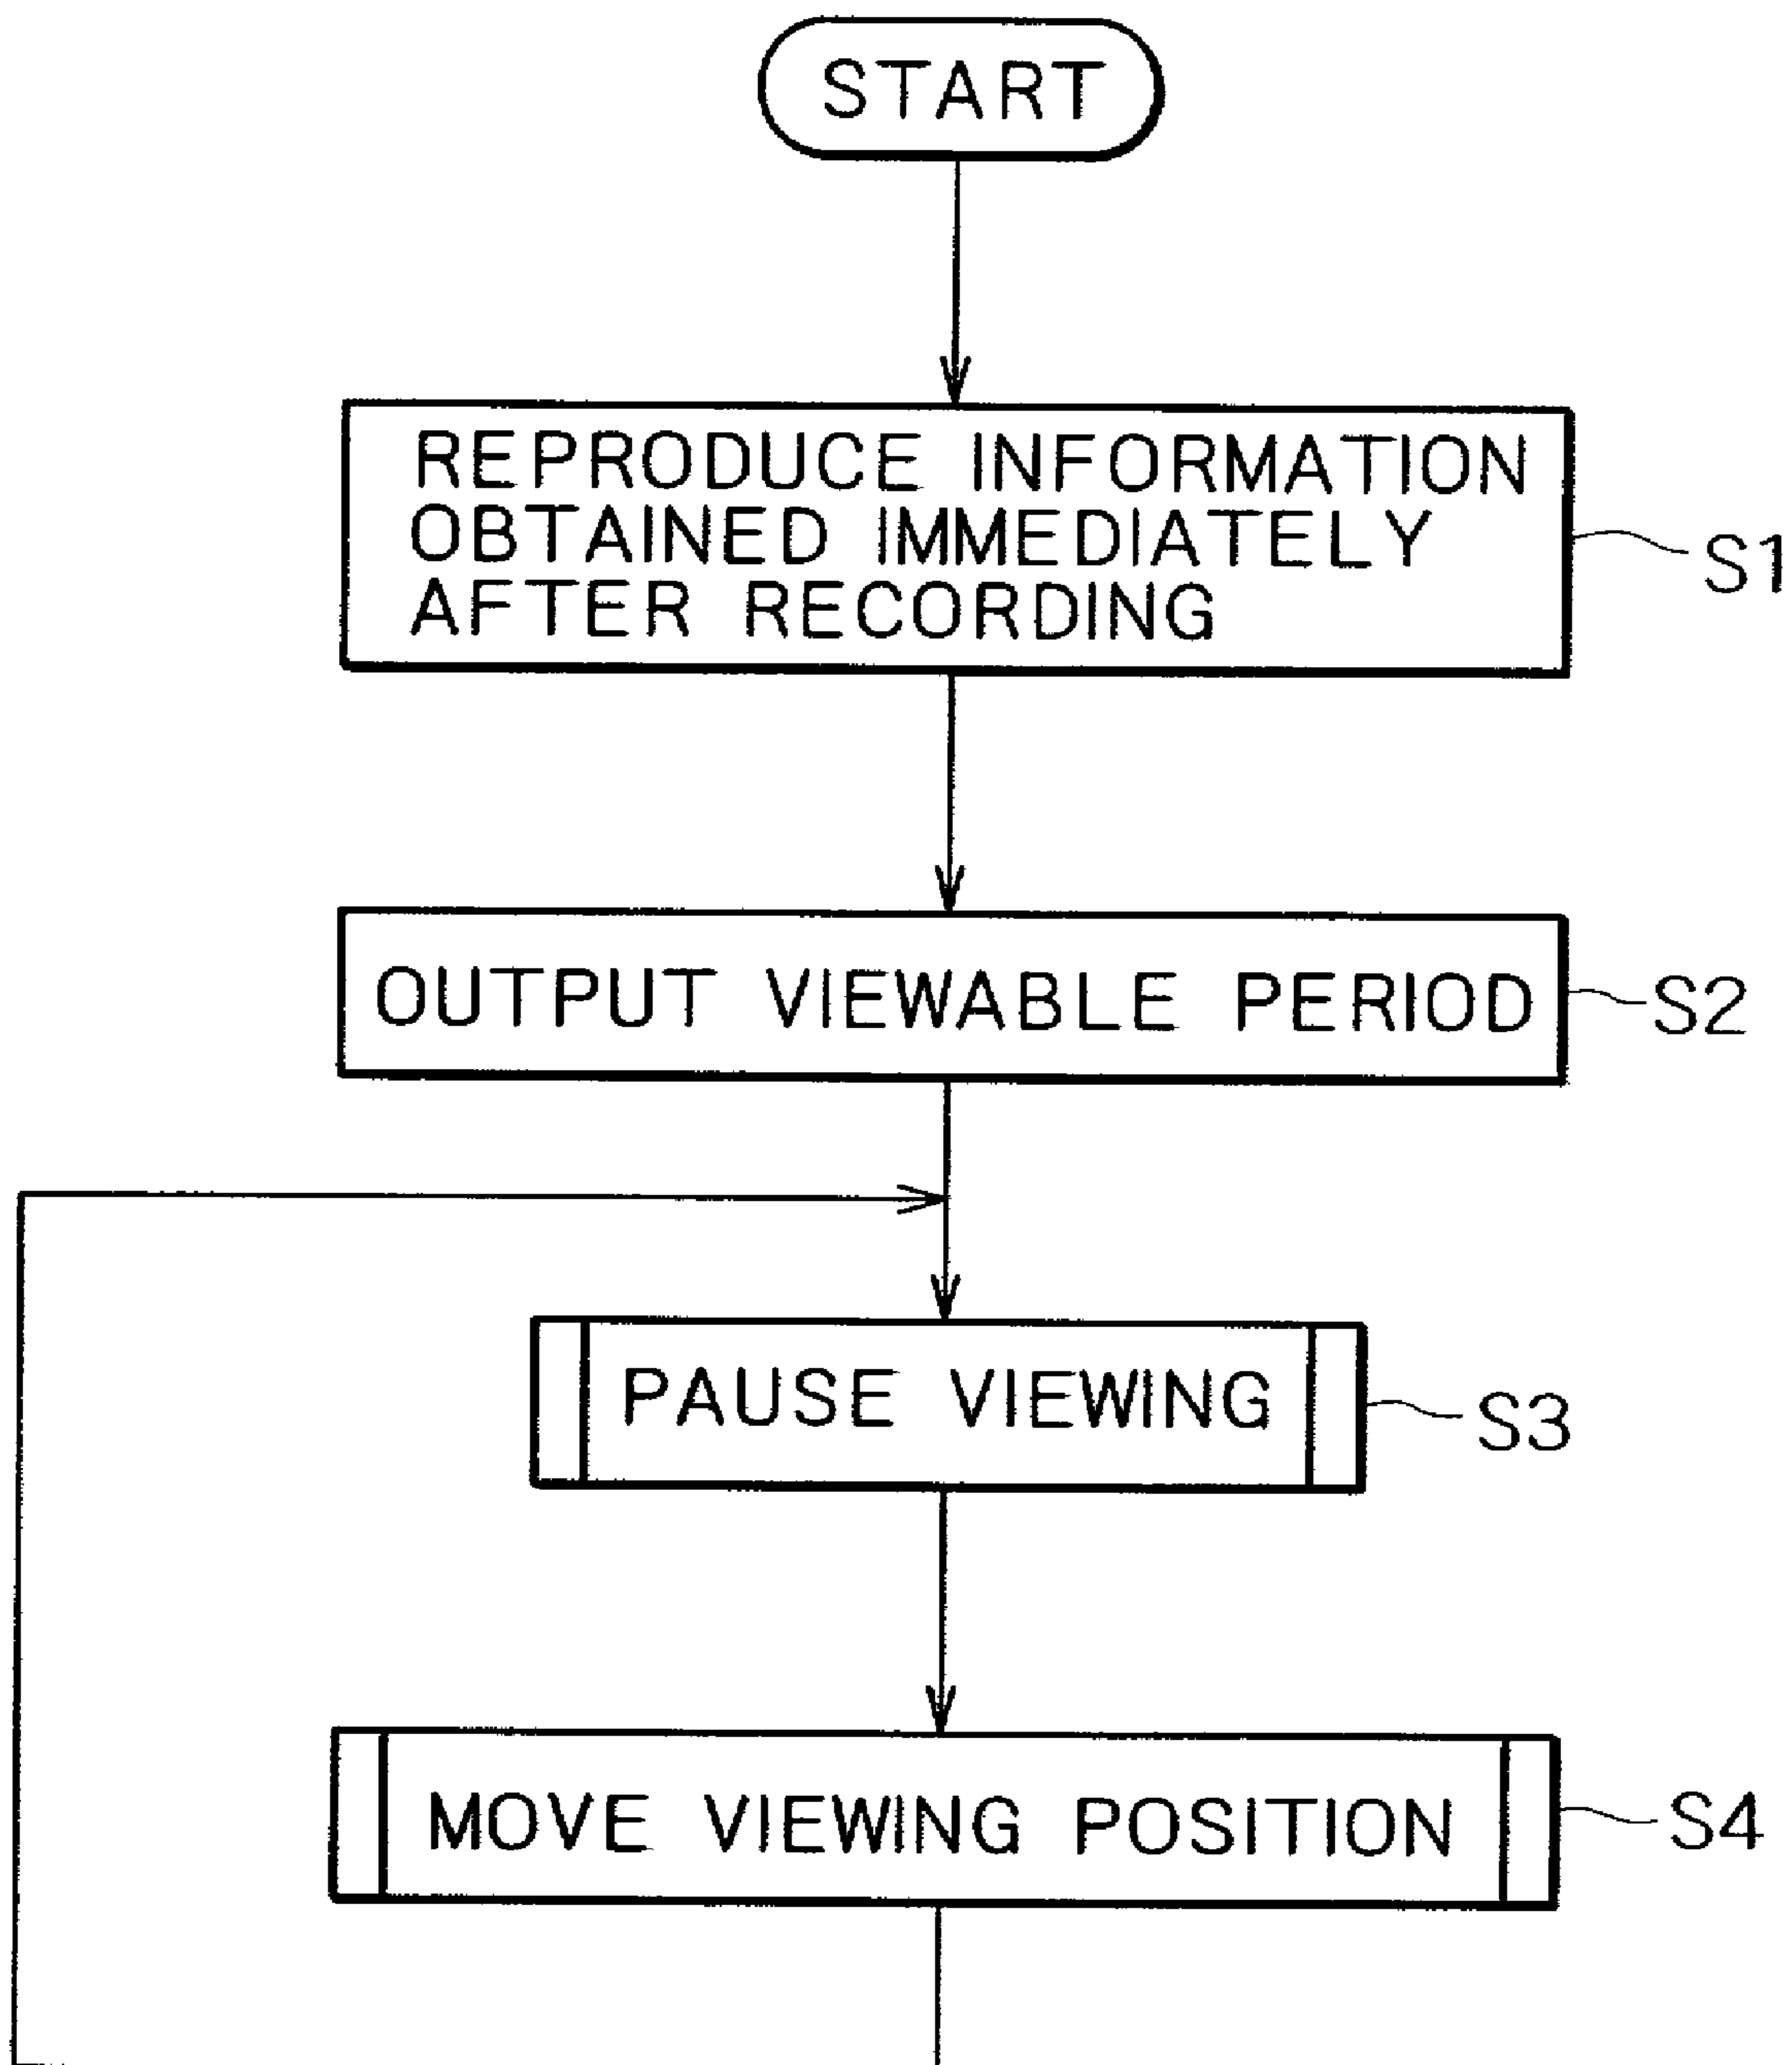 START
REPRODUCE INFORMATION
OBTAINED IMMEDIATELY
AFTER RECORDING
S1
OUTPUT VIEWABLE PERIOD
S2
PAUSE VIEWING
S3
MOVE VIEWING POSITION
S4